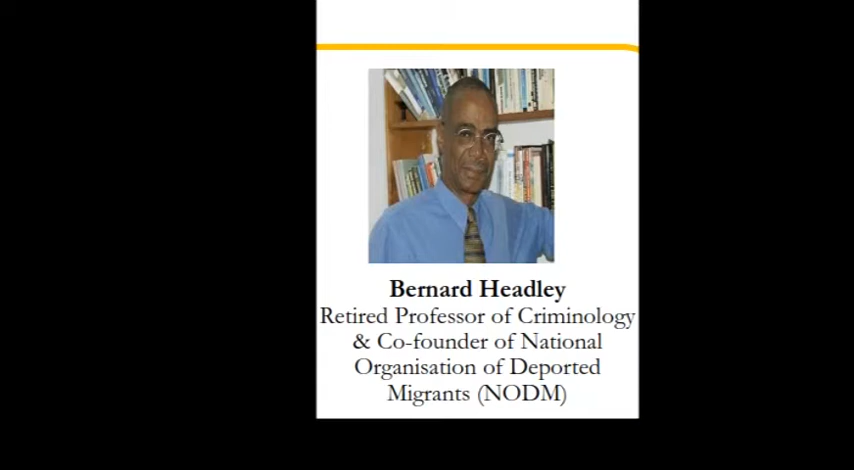 Bernard Headley
Retired Professor of Criminology
& Co-founder of National
Organisation of Deported
Migrants (NODM)